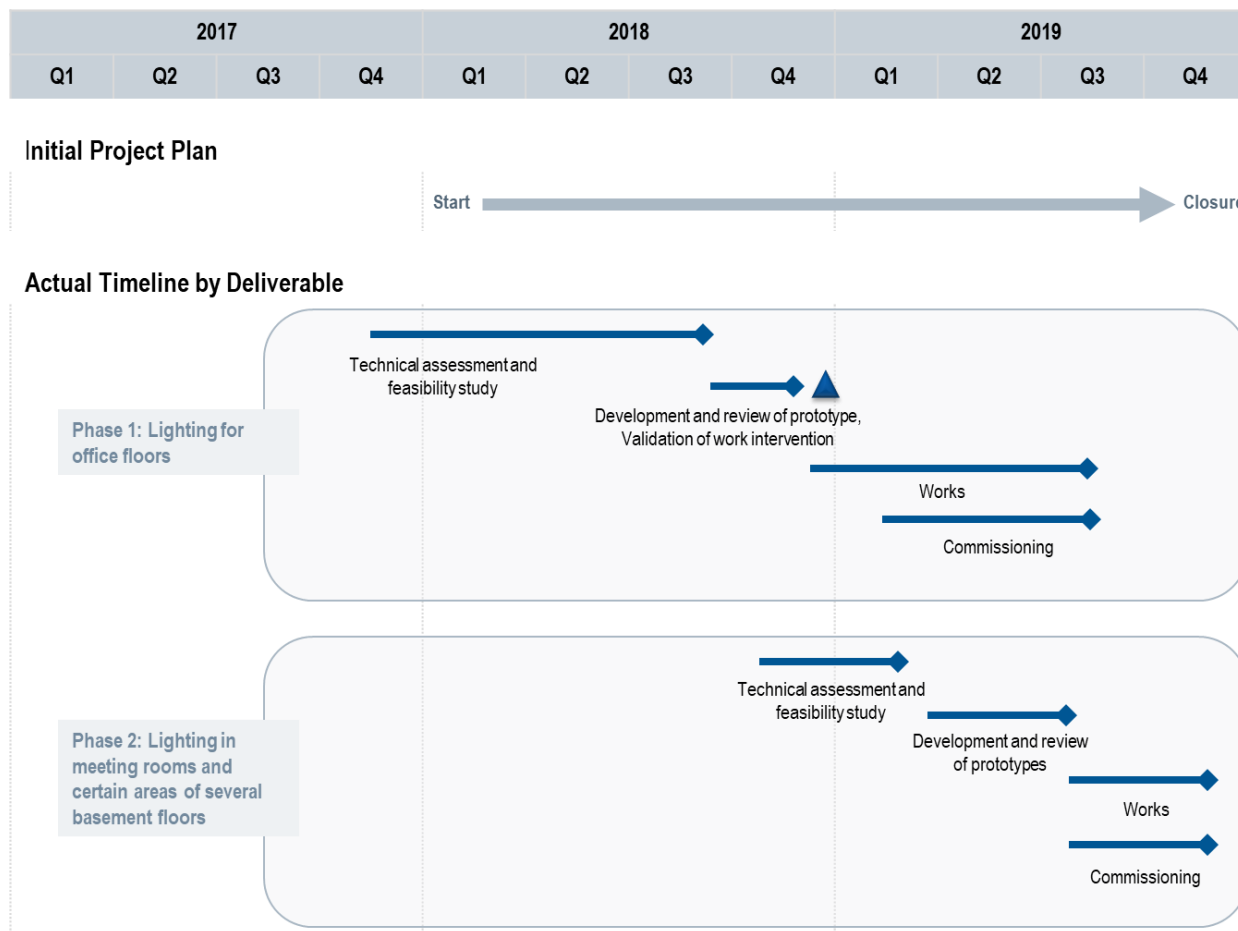 2017 2018 2019
Q1 Q2 Q3 Q4 Q1 Q2 Q3 Q4 Q1 Q2 Q3 Q4
Initial Project Plan
Start Closure
Actual Timeline by Deliverable
Technical assessment and
feasibility study
Development and review of prototype,
Validation of work intervention
Phase 1: Lighting for
office floors
Works
Commissioning
Technical assessment and
feasibility study
Development and review
of prototypes
Phase 2: Lighting in
meeting rooms and
certain areas of several
basement floors
Works
Commissioning